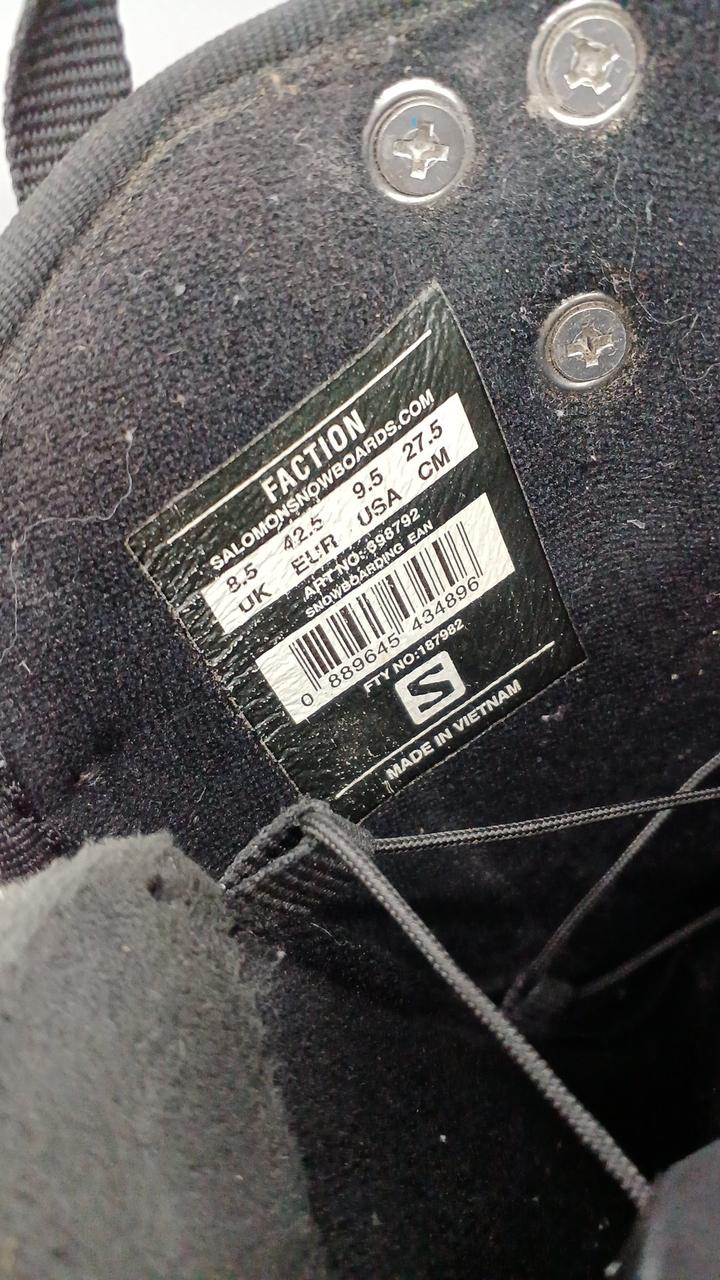 FACTION
SALOMONSNOWBOARDS.COM
8.5 42.5 9.5 27.5
UK EUR USA CM
ART NO: 398792
SNOWBOARDING EAN
0 889645 434896
FTY NO:187982
S
MADE IN VIETNAM